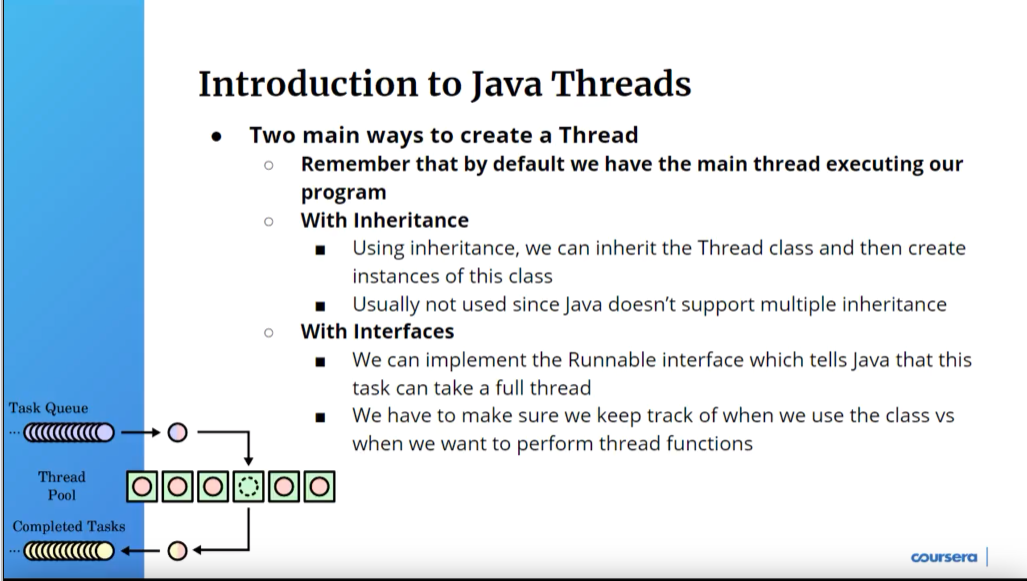 Introduction to Java Threads
● Two main ways to create a Thread
○ Remember that by default we have the main thread executing our
program
○ With Inheritance
■ Using inheritance, we can inherit the Thread class and then create
instances of this class
■ Usually not used since Java doesn't support multiple inheritance
○ With Interfaces
■ We can implement the Runnable interface which tells Java that this
task can take a full thread
■ We have to make sure we keep track of when we use the class vs
when we want to perform thread functions
Task Queue
...
Thread
Pool
Completed Tasks
...
coursera |